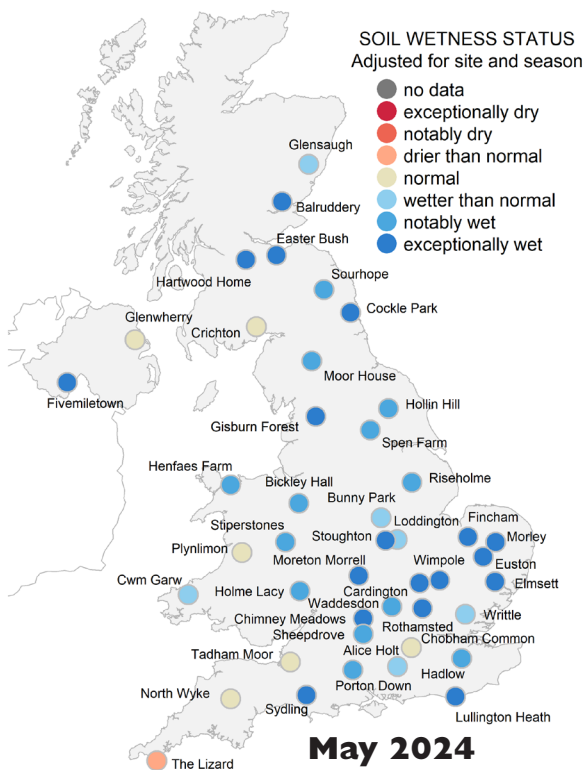 SOIL WETNESS STATUS
Adjusted for site and season
no data
exceptionally dry
notably dry
drier than normal
normal
wetter than normal
notably wet
exceptionally wet
Glensaugh
Balruddery
Easter Bush
Hartwood Home
Sourhope
Cockle Park
Glenwherry
Crichton
Moor House
Fivemiletown
Hollin Hill
Gisburn Forest
Spen Farm
Henfaes Farm
Bickley Hall
Riseholme
Bunny Park
Loddington
Fincham
Stiperstones
Stoughton
Morley
Plynlimon
Moreton Morrell
Wimpole
Euston
Cwm Garw
Holme Lacy
Cardington
Elmsett
Waddesdon
Chimney Meadows
Rothamsted
Writtle
Sheepdrove
Chobham Common
Tadham Moor
Alice Holt
Hadlow
North Wyke
Porton Down
Sydling
Lullington Heath
May 2024
The Lizard